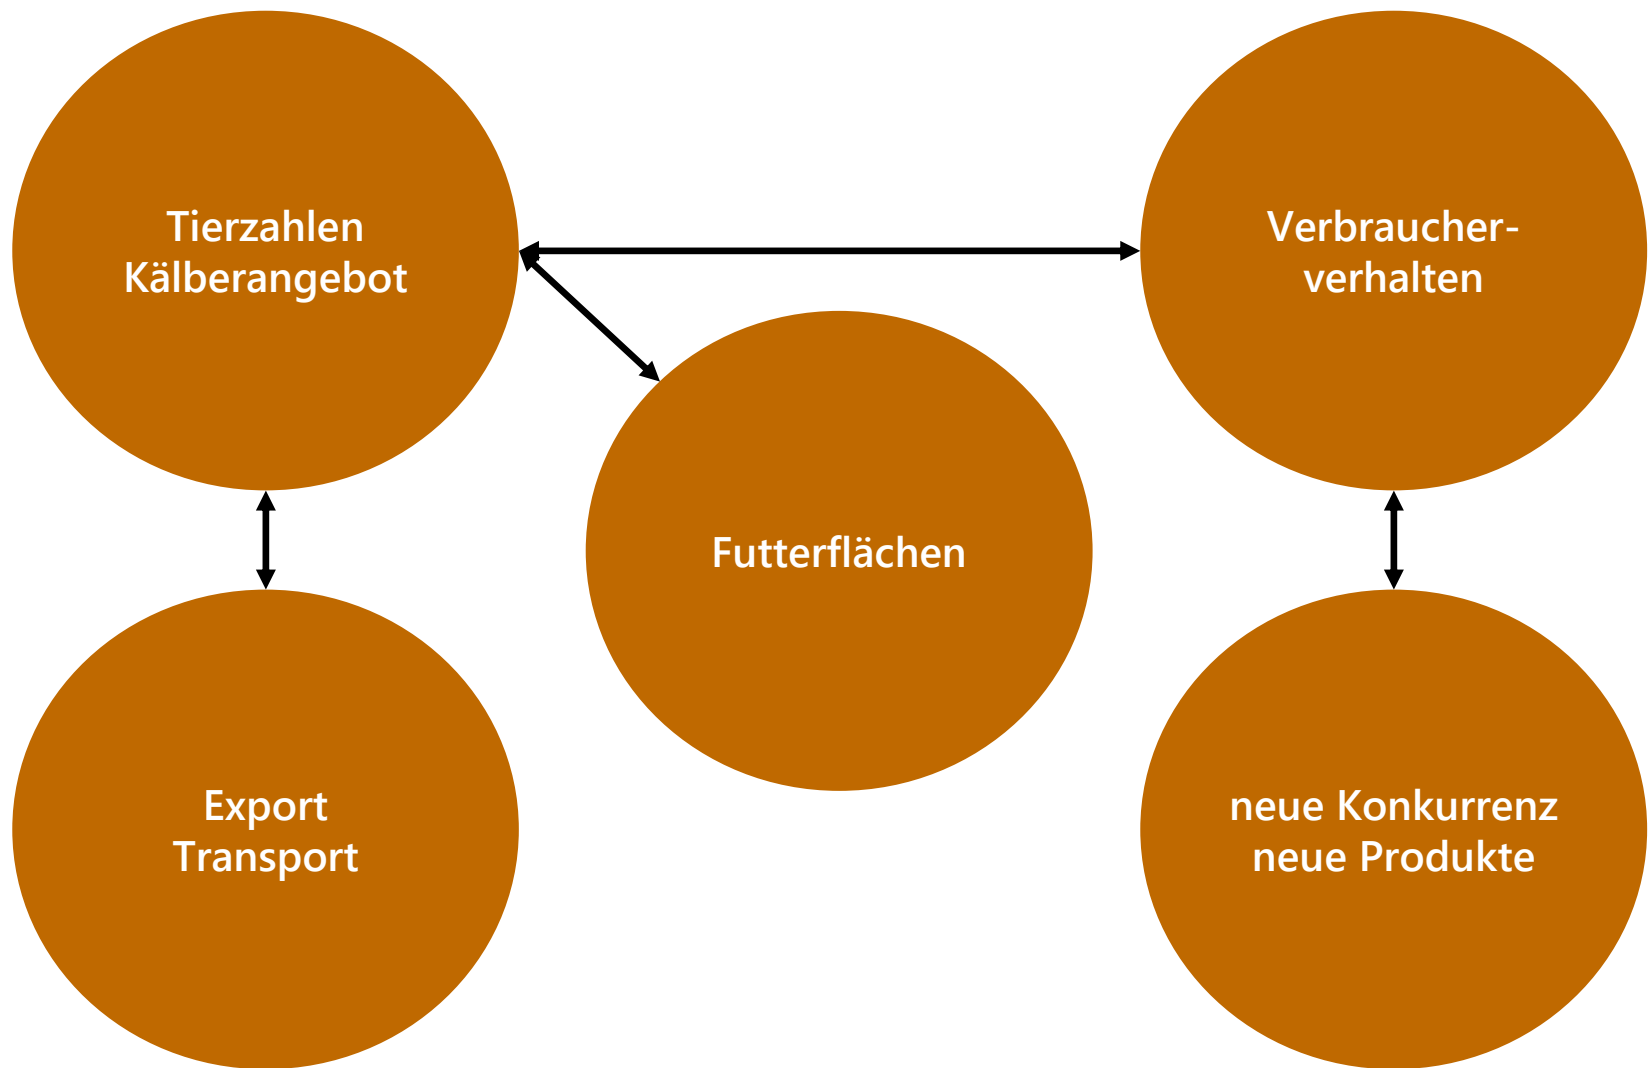 Tierzahlen
Kälberangebot
Verbraucher-
verhalten
Futterflächen
Export
Transport
neue Konkurrenz
neue Produkte